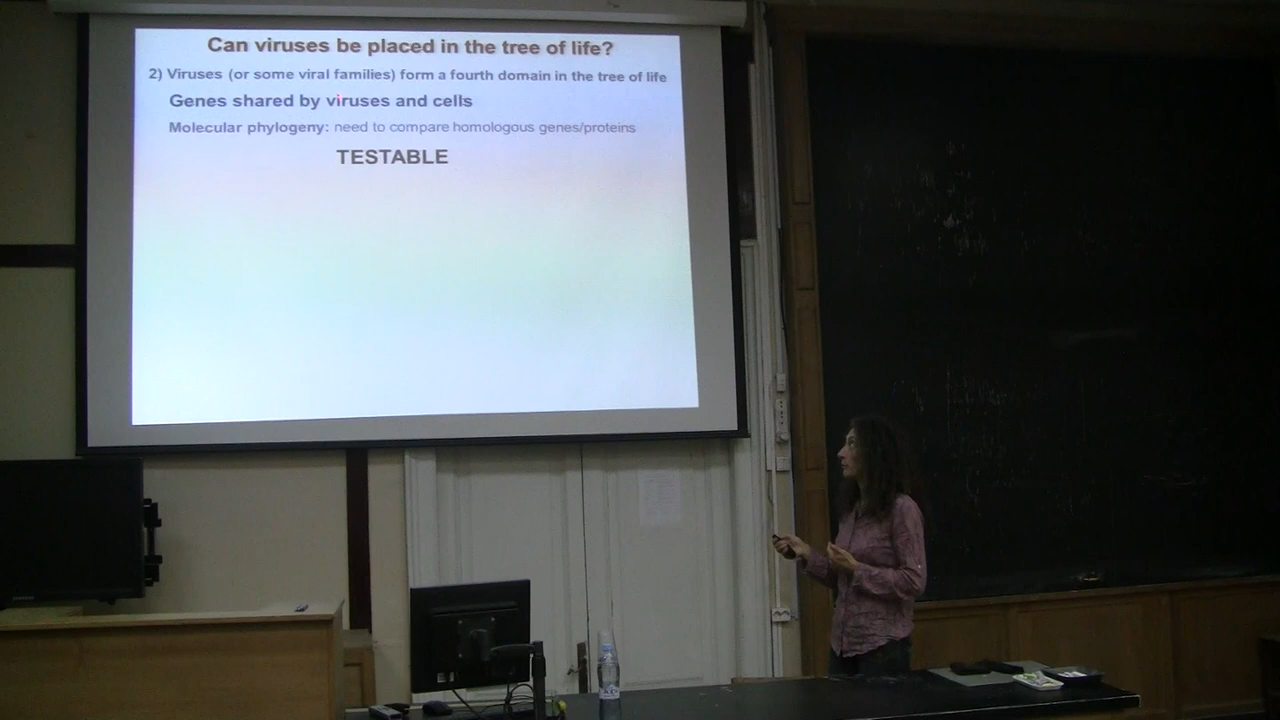 Can viruses be placed in the tree of life?
2) Viruses (or some viral families) form a fourth domain in the tree of life
Genes shared by viruses and cells
Molecular phylogeny: need to compare homologous genes/proteins
TESTABLE